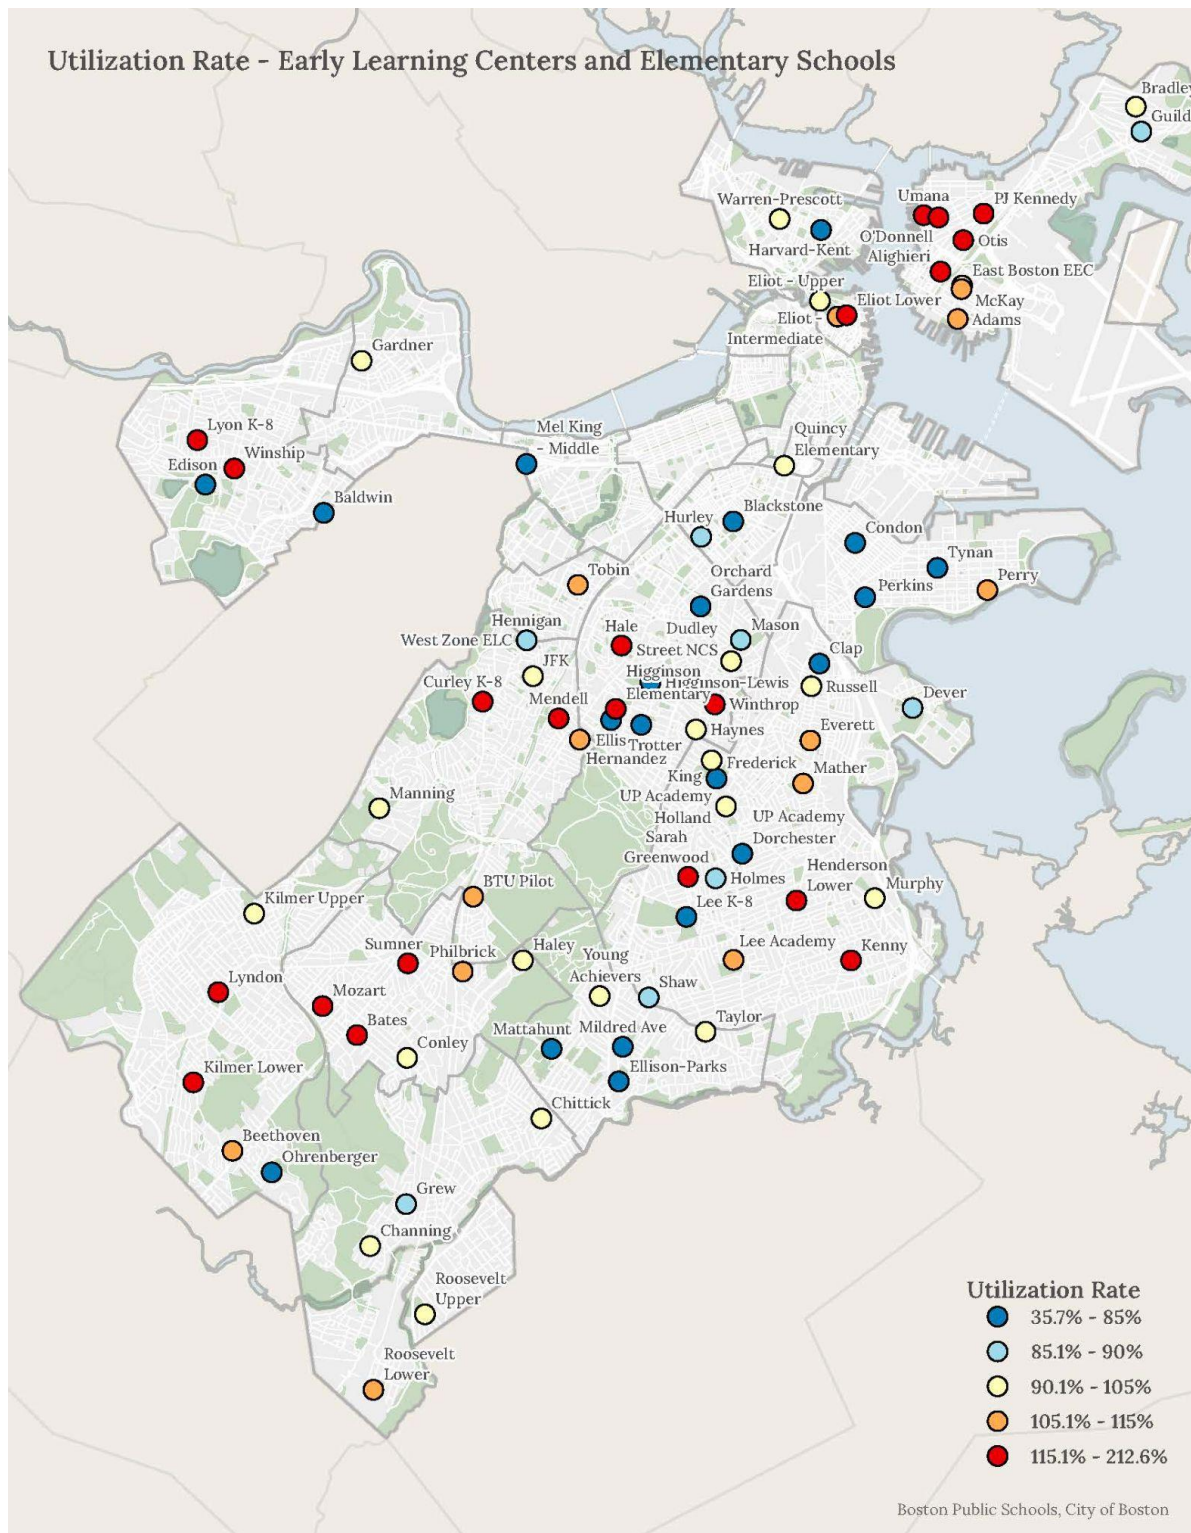 Utilization Rate - Early Learning Centers and Elementary Schools
Bradley
Guild
Warren-Prescott
Umana
PJ Kennedy
Harvard-Kent
O'Donnell
Otis
Alighieri
East Boston EEC
Eliot - Upper
Eliot Lower
McKay
Eliot -
Intermediate
Adams
Gardner
Lyon K-8
Winship
Edison
Baldwin
Mel King
- Middle
Quincy
Elementary
Blackstone
Hurley
Condon
Tynan
Perkins
Perry
Orchard
Gardens
Tobin
Hennigan
West Zone ELC
Hale
Dudley
Street NCS
Mason
Clap
JFK
Higginson
Elementary
Higginson-Lewis
Curley K-8
Mendell
Winthrop
Russell
Dever
Ellis
Trotter
Haynes
Everett
Hernandez
Frederick
King
Mather
Manning
UP Academy
Holland
UP Academy
Dorchester
Sarah
Greenwood
Holmes
Henderson
Lower
Murphy
BTU Pilot
Lee K-8
Kilmer Upper
Sumner
Philbrick
Haley
Young
Achievers
Lee Academy
Kenny
Lyndon
Mozart
Shaw
Bates
Mattahunt
Mildred Ave
Taylor
Conley
Kilmer Lower
Ellison-Parks
Chittick
Beethoven
Ohrenberger
Grew
Channing
Roosevelt
Upper
Roosevelt
Lower
Utilization Rate
35.7% - 85%
85.1% - 90%
90.1% - 105%
105.1% - 115%
115.1% - 212.6%
Boston Public Schools, City of Boston